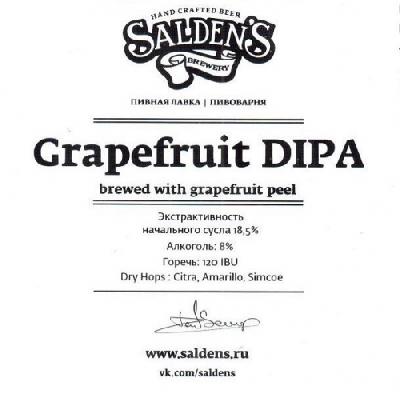 HAND CRAFTED BEER
SALDEN'S
BREWERY
ПИВНАЯ ЛАВКА | ПИВОВАРНЯ
Grapefruit DIPA
brewed with grapefruit peel
Экстрактивность
начального сусла 18,5%
Алкоголь: 8%
Горечь: 120 IBU
Dry Hops : Citra, Amarillo, Simcoe
www.saldens.ru
vk.com/saldens